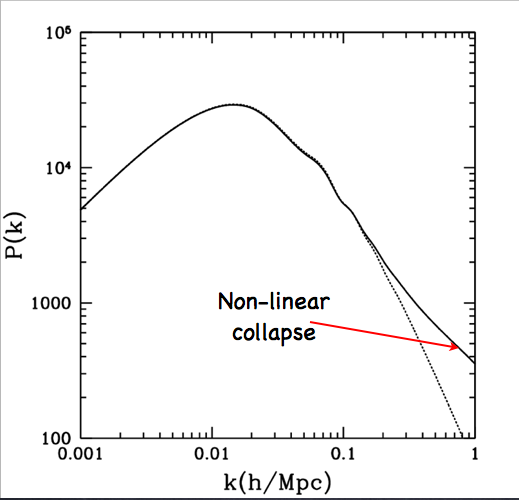 10⁵
10⁴
1000
100
P(k)
Non-linear
collapse
0.001
0.01
0.1
1
k(h/Mpc)